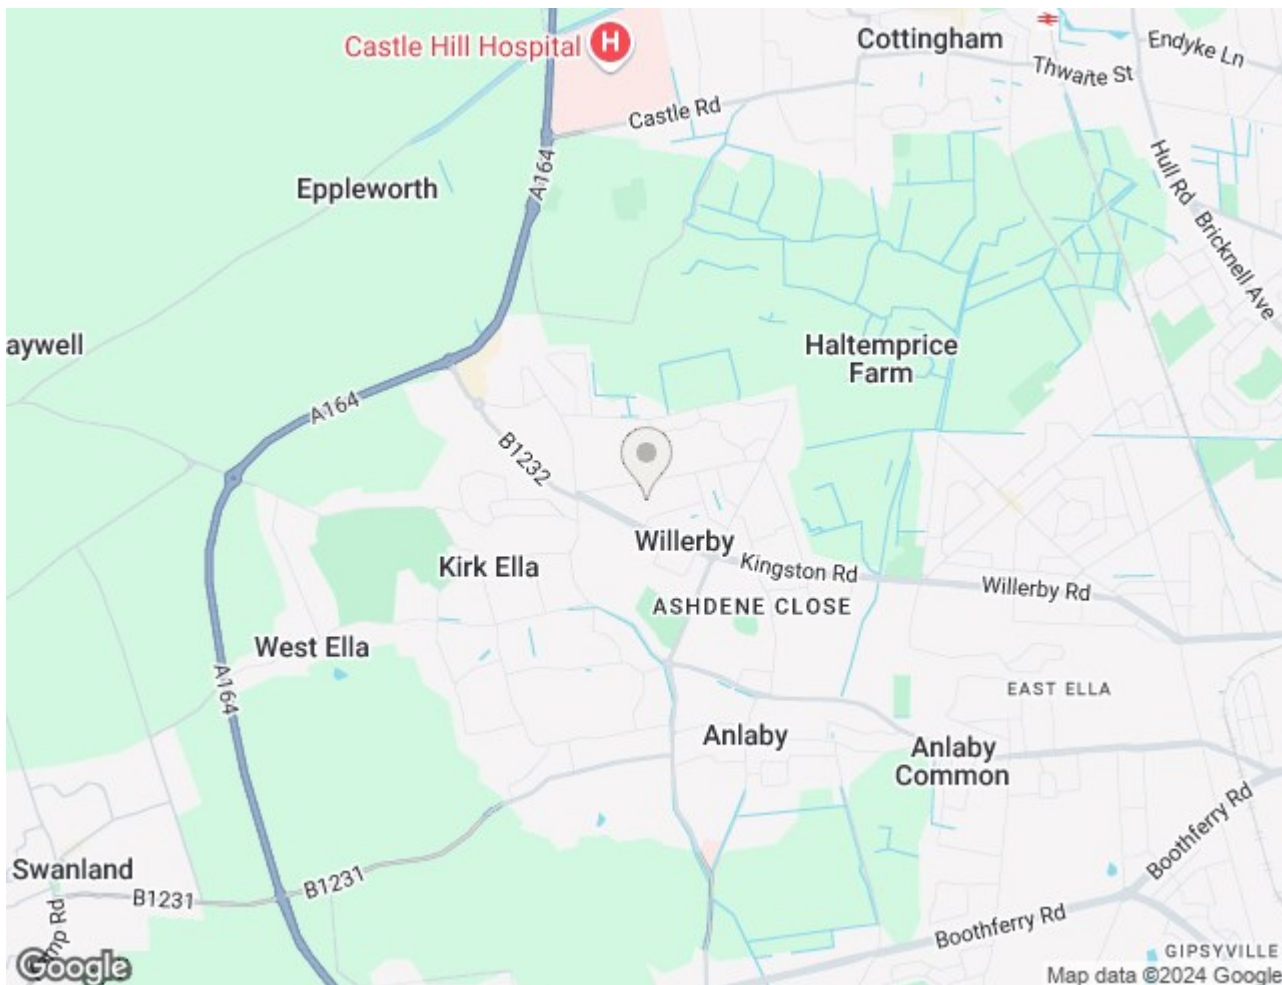 Castle Hill Hospital
H
Cottingham
Endyke Ln
Thwaite St
Castle Rd
A164
Eppleworth
Hull Rd
Bricknell Ave
aywell
Haltemprice
Farm
A164
B1232
Willerby
Kirk Ella
Kingston Rd
Willerby Rd
ASHDENE CLOSE
West Ella
A164
EAST ELLA
Anlaby
Anlaby
Common
Boothferry Rd
Swanland
B1231
B1231
Boothferry Rd
GIPSYVILLE
Google
Map data ©2024 Google